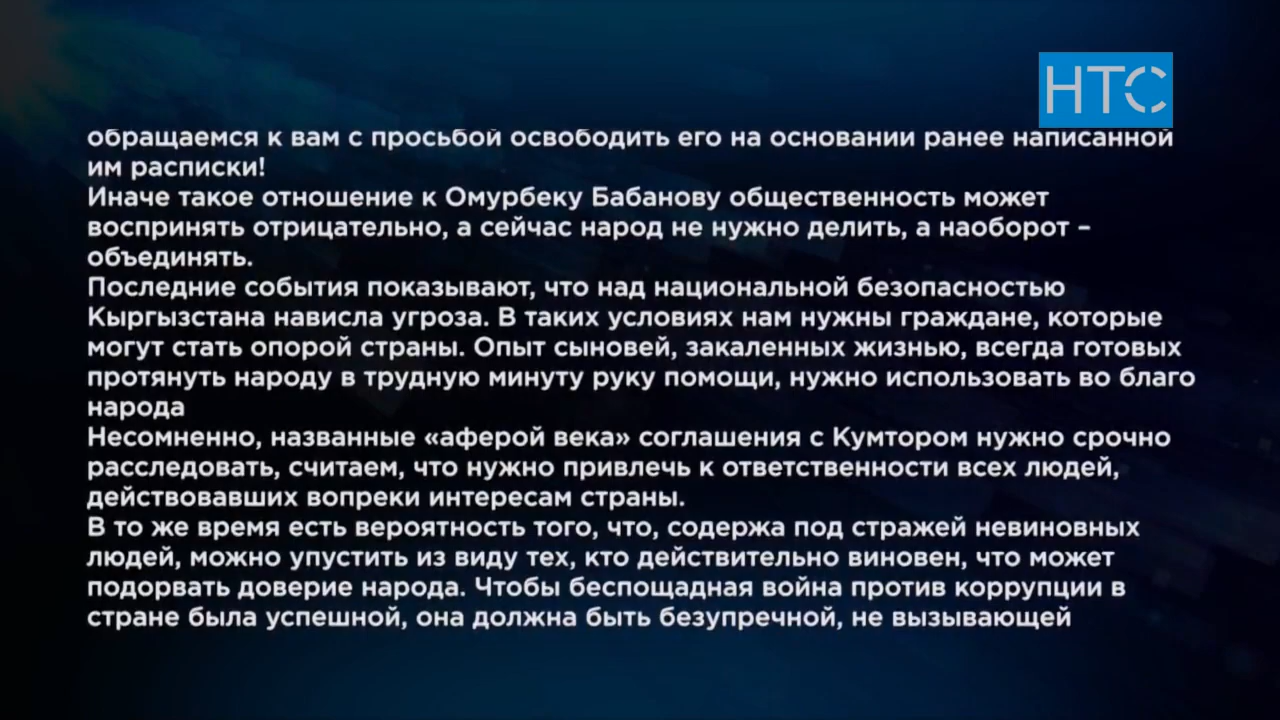 НТС
обращаемся к вам с просьбой освободить его на основании ранее написанной
им расписки!
Иначе такое отношение к Омурбеку Бабанову общественность может
воспринять отрицательно, а сейчас народ не нужно делить, а наоборот –
объединять.
Последние события показывают, что над национальной безопасностью
Кыргызстана нависла угроза. В таких условиях нам нужны граждане, которые
могут стать опорой страны. Опыт сыновей, закаленных жизнью, всегда готовых
протянуть народу в трудную минуту руку помощи, нужно использовать во благо
народа
Несомненно, названные «аферой века» соглашения с Кумтором нужно срочно
расследовать, считаем, что нужно привлечь к ответственности всех людей,
действовавших вопреки интересам страны.
В то же время есть вероятность того, что, содержа под стражей невиновных
людей, можно упустить из виду тех, кто действительно виновен, что может
подорвать доверие народа. Чтобы беспощадная война против коррупции в
стране была успешной, она должна быть безупречной, не вызывающей